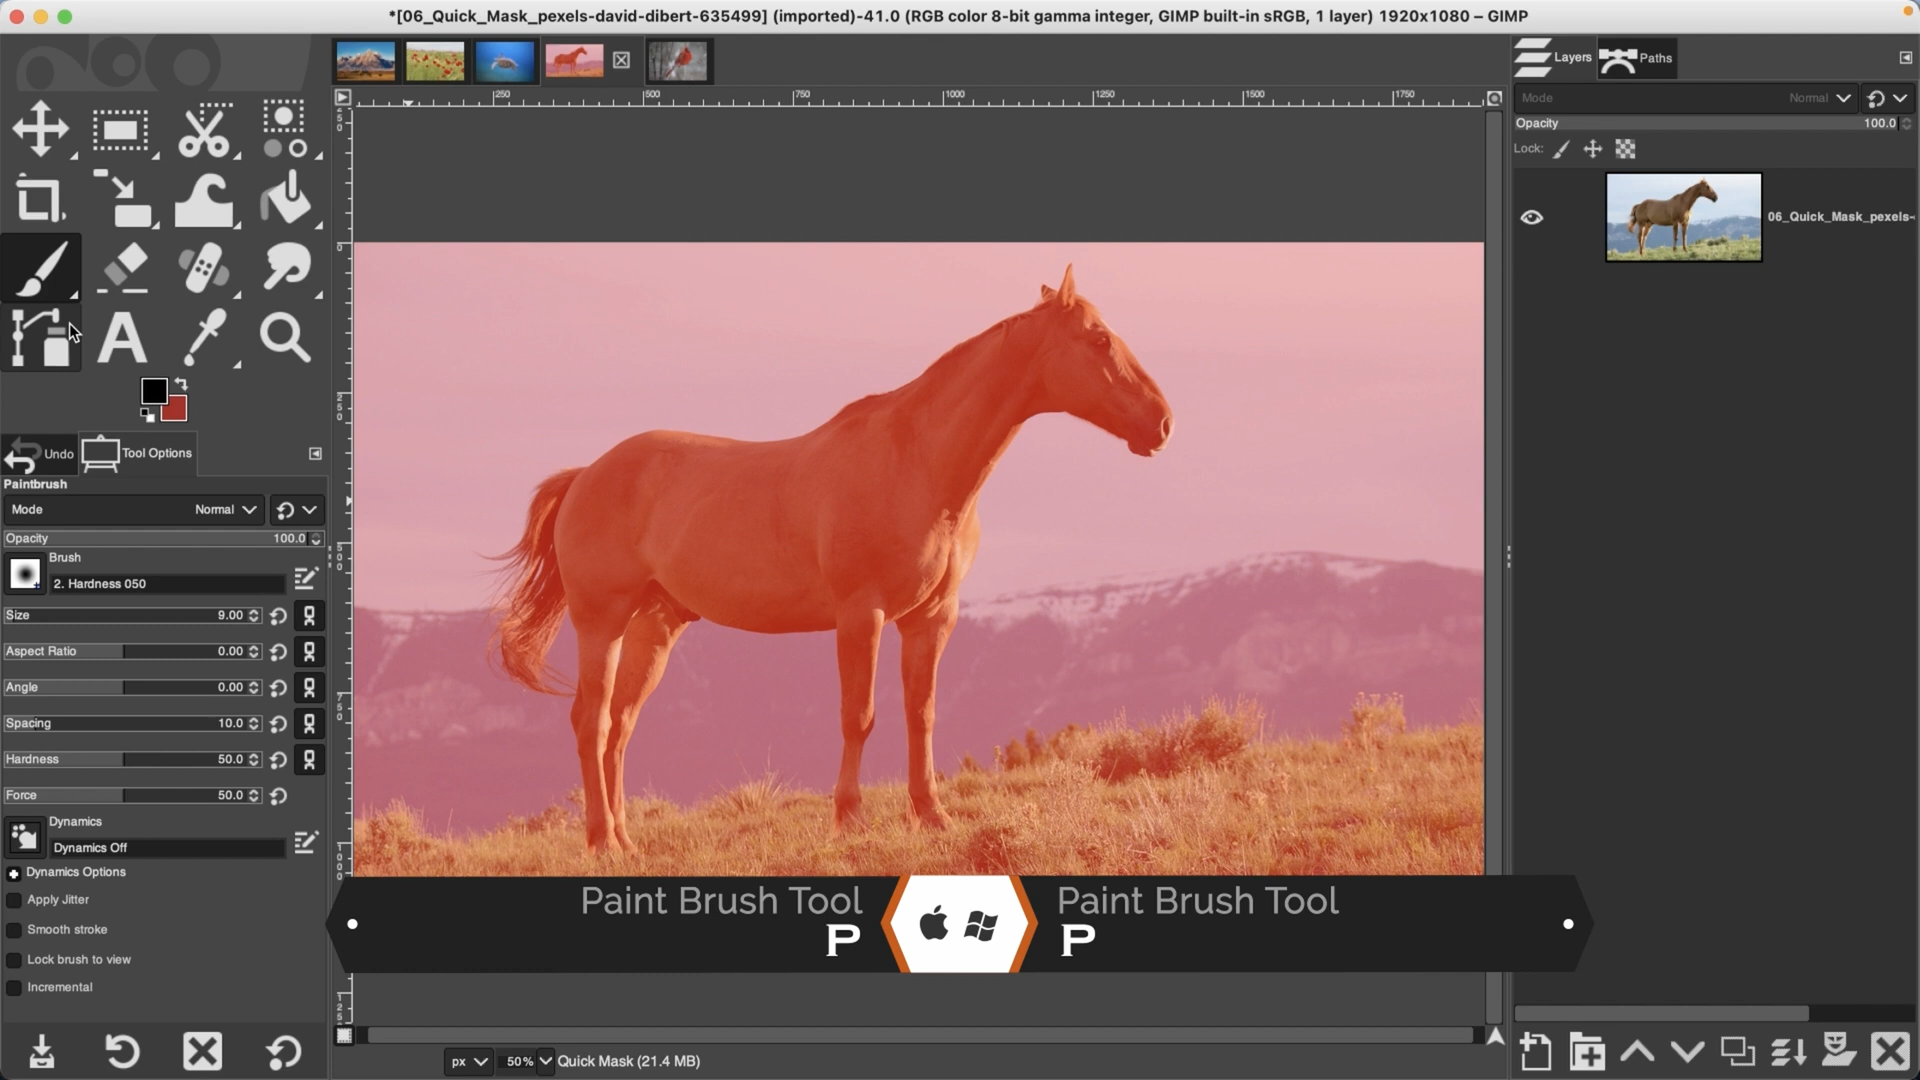 *[06_Quick_Mask_pexels-david-dibert-635499] (imported)-41.0 (RGB color 8-bit gamma integer, GIMP built-in sRGB, 1 layer) 1920x1080 – GIMP
Layers
Paths
Mode
Normal
Opacity
100.0
Lock:
06_Quick_Mask_pexels-
250
500
750
1000
1250
1500
1750
A
Undo
Tool Options
Paintbrush
Mode
Normal
Opacity
100.0
Brush
2. Hardness 050
Size
9.00
Aspect Ratio
0.00
Angle
0.00
Spacing
10.0
Hardness
50.0
Force
50.0
Dynamics
Dynamics Off
Dynamics Options
Apply Jitter
Smooth stroke
Lock brush to view
Incremental
Paint Brush Tool
P
Paint Brush Tool
P
px
50%
Quick Mask (21.4 MB)